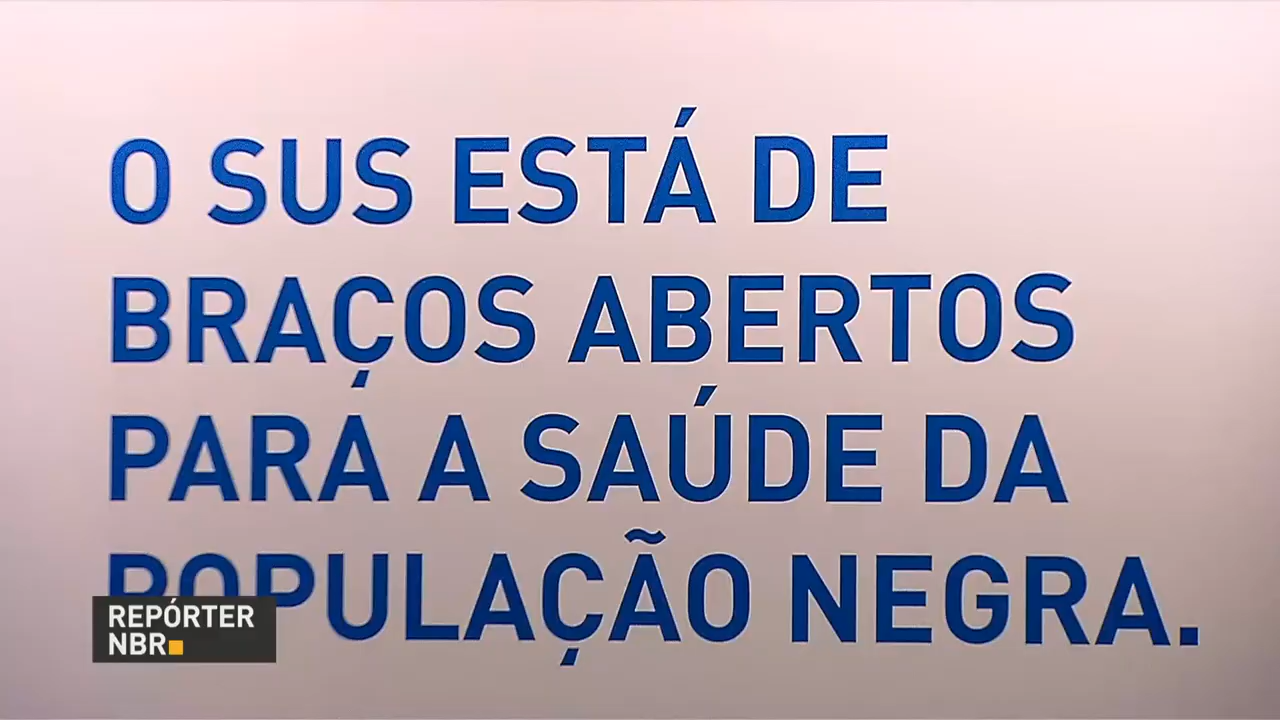 O SUS ESTÁ DE
BRAÇOS ABERTOS
PARA A SAÚDE DA
POPULAÇÃO NEGRA.
REPÓRTER
NBR